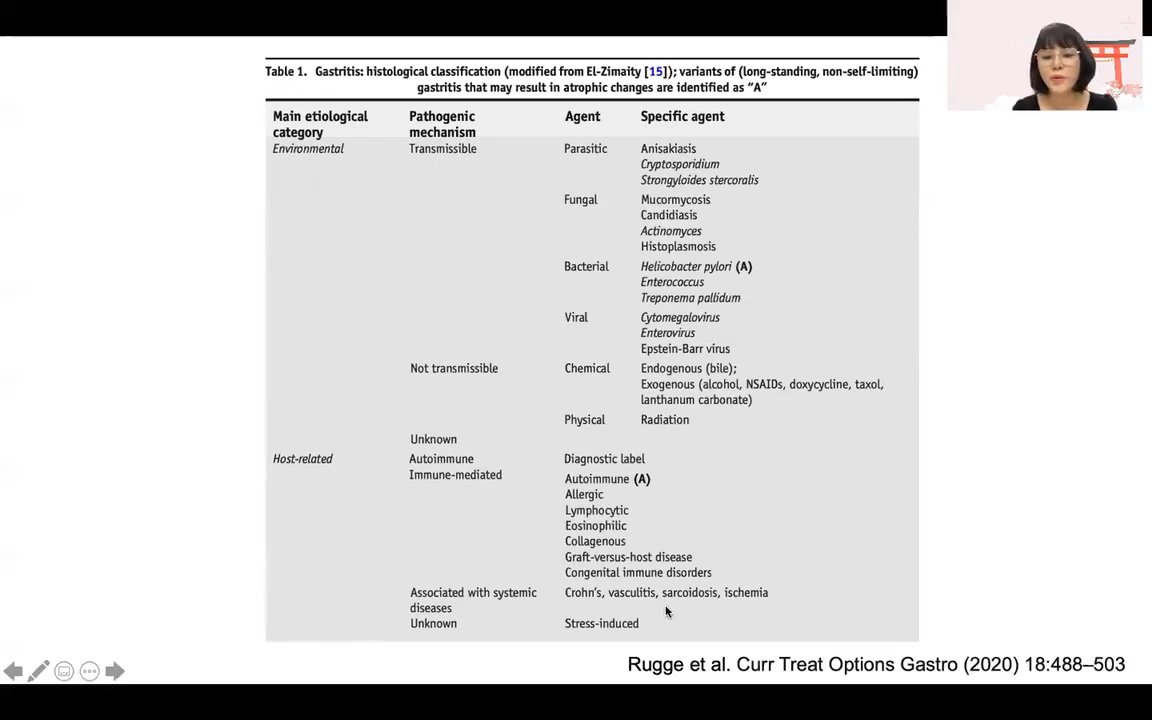 Table 1. Gastritis: histological classification (modified from El-Zimaity [15]); variants of (long-standing, non-self-limiting)
gastritis that may result in atrophic changes are identified as “A”
Main etiological category Pathogenic mechanism Agent Specific agent
Environmental Transmissible Parasitic Anisakiasis
Cryptosporidium
Strongyloides stercoralis
Fungal Mucormycosis
Candidiasis
Actinomyces
Histoplasmosis
Bacterial Helicobacter pylori (A)
Enterococcus
Treponema pallidum
Viral Cytomegalovirus
Enterovirus
Epstein-Barr virus
Not transmissible Chemical Endogenous (bile);
Exogenous (alcohol, NSAIDs, doxycycline, taxol,
lanthanum carbonate)
Physical Radiation
Unknown
Host-related Autoimmune Diagnostic label
Immune-mediated Autoimmune (A)
Allergic
Lymphocytic
Eosinophilic
Collagenous
Graft-versus-host disease
Congenital immune disorders
Associated with systemic diseases Crohn’s, vasculitis, sarcoidosis, ischemia
Unknown Stress-induced
Rugge et al. Curr Treat Options Gastro (2020) 18:488–503